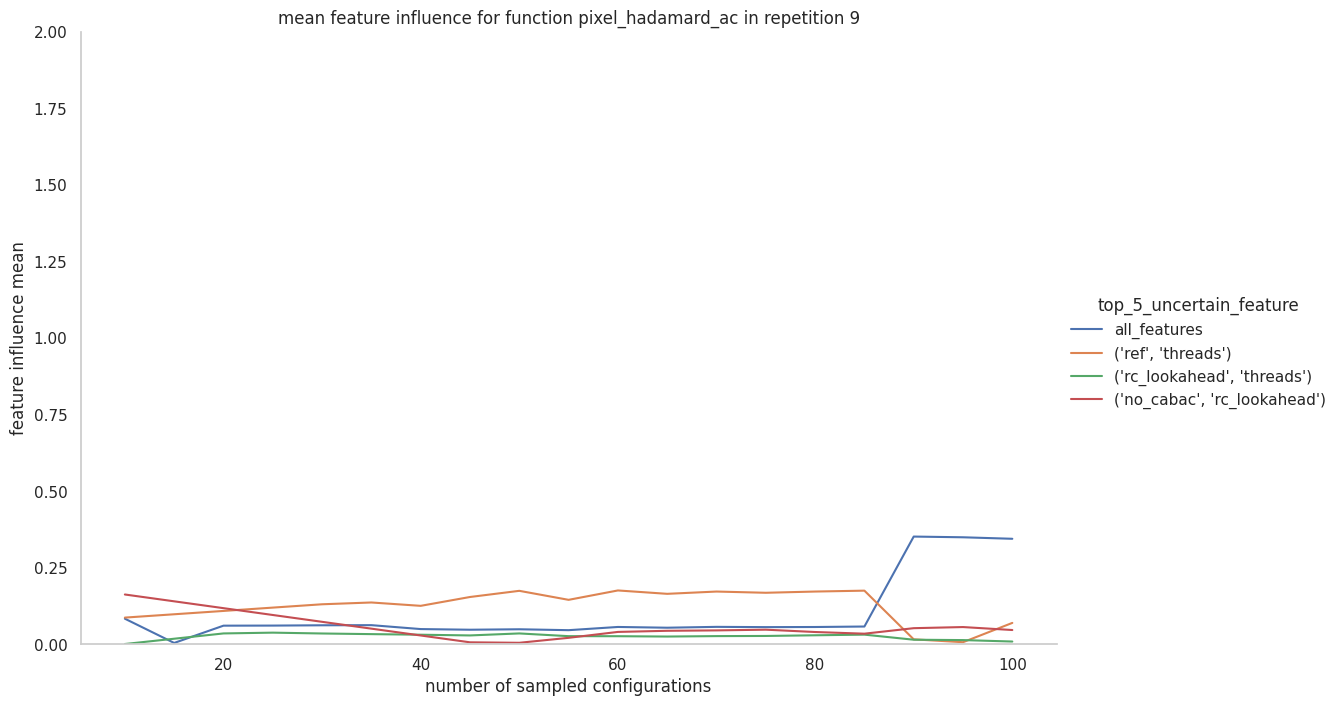 mean feature influence for function pixel_hadamard_ac in repetition 9
2.00
1.75
1.50
1.25
1.00
0.75
0.50
0.25
0.00
feature influence mean
20
40
60
80
100
number of sampled configurations
top_5_uncertain_feature
all_features
('ref', 'threads')
('rc_lookahead', 'threads')
('no_cabac', 'rc_lookahead')